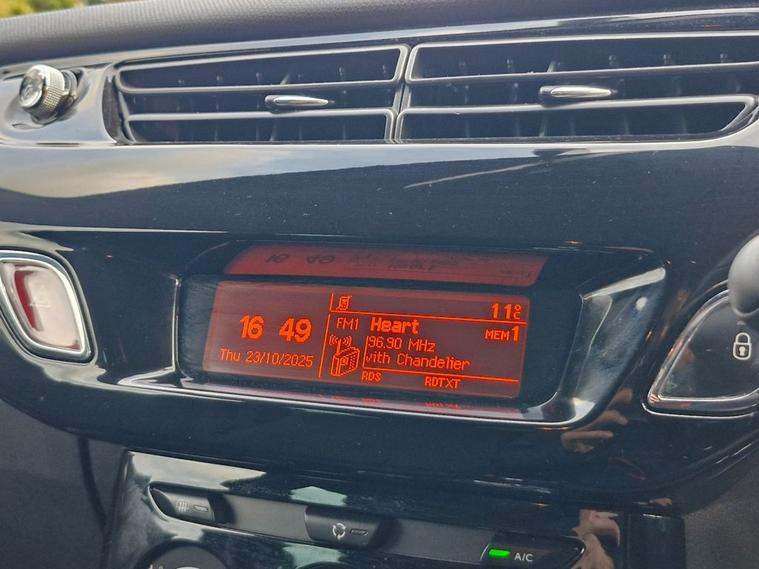 11°C
16 49
FM1 Heart
MEM1
96.90 MHz
Thu 23/10/2025
with Chandelier
RDS RDTXT
A/C